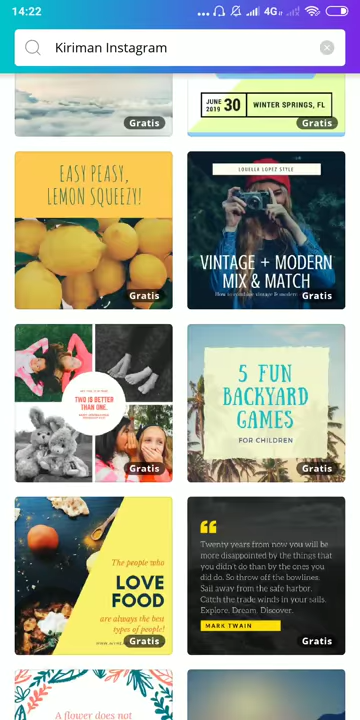 14:22
4G
Kiriman Instagram
Gratis
JUNE
2019
30
WINTER SPRINGS, FL
Gratis
EASY PEASY,
LEMON SQUEEZY!
Gratis
LOUELLA LOPEZ STYLE
VINTAGE + MODERN
MIX & MATCH
How to combine vintage & modern
Gratis
TWO IS BETTER
THAN ONE.
Gratis
5 FUN
BACKYARD
GAMES
FOR CHILDREN
Gratis
The people who
LOVE
FOOD
are always the best
types of people!
Gratis
Twenty years from now you will be
more disappointed by the things that
you didn't do than by the ones you
did do. So throw off the bowlines.
Sail away from the safe harbor.
Catch the trade winds in your sails.
Explore. Dream. Discover.
MARK TWAIN
Gratis
A flower does not